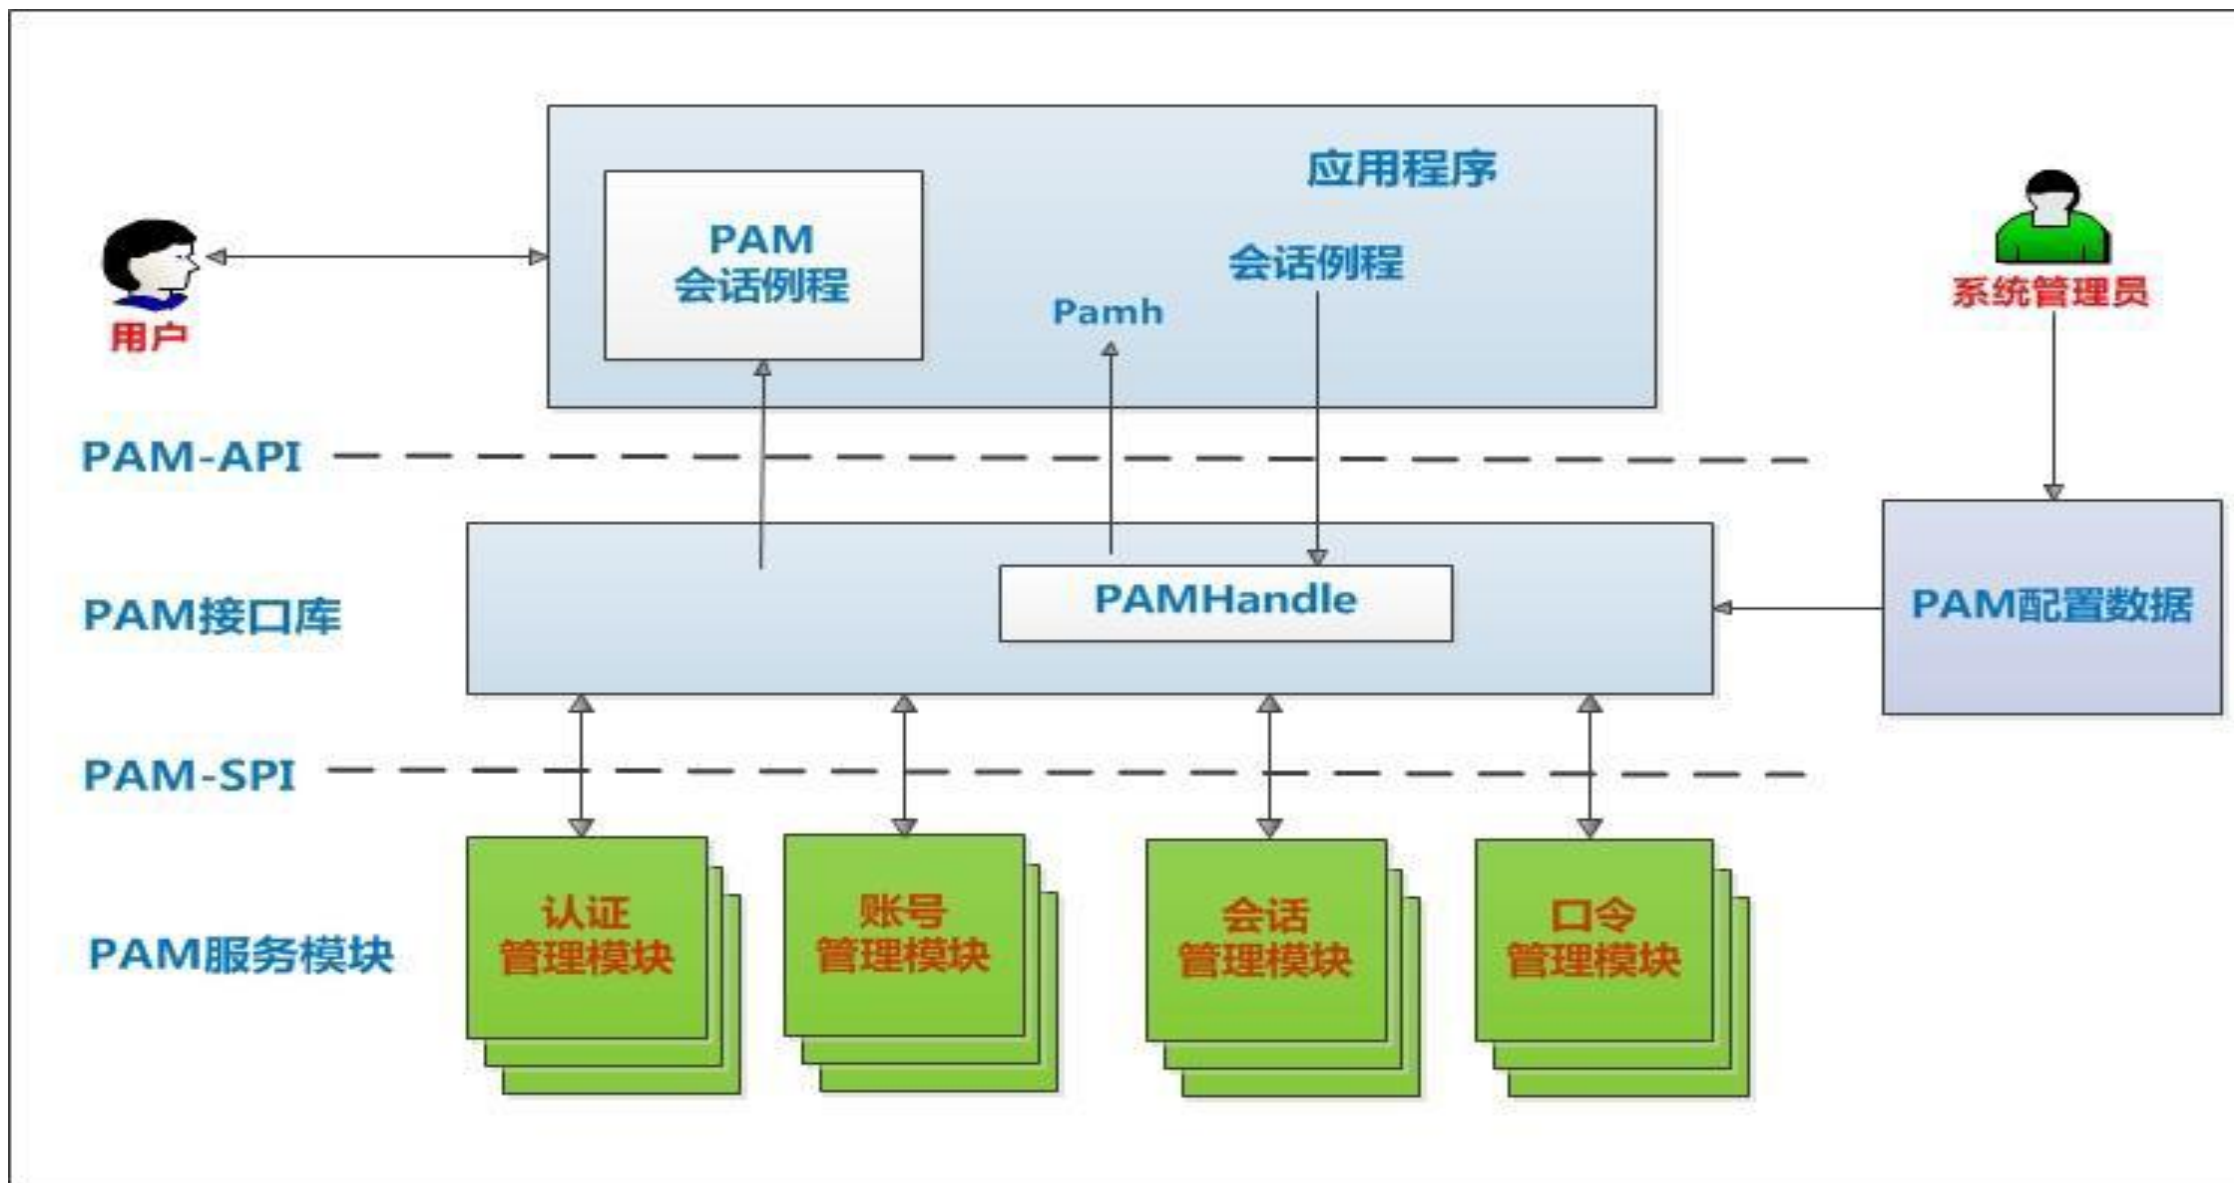 应用程序
PAM
会话例程
会话例程
Pamh
用户
系统管理员
PAM-API
PAM接口库
PAMHandle
PAM配置数据
PAM-SPI
PAM服务模块
认证
管理模块
账号
管理模块
会话
管理模块
口令
管理模块